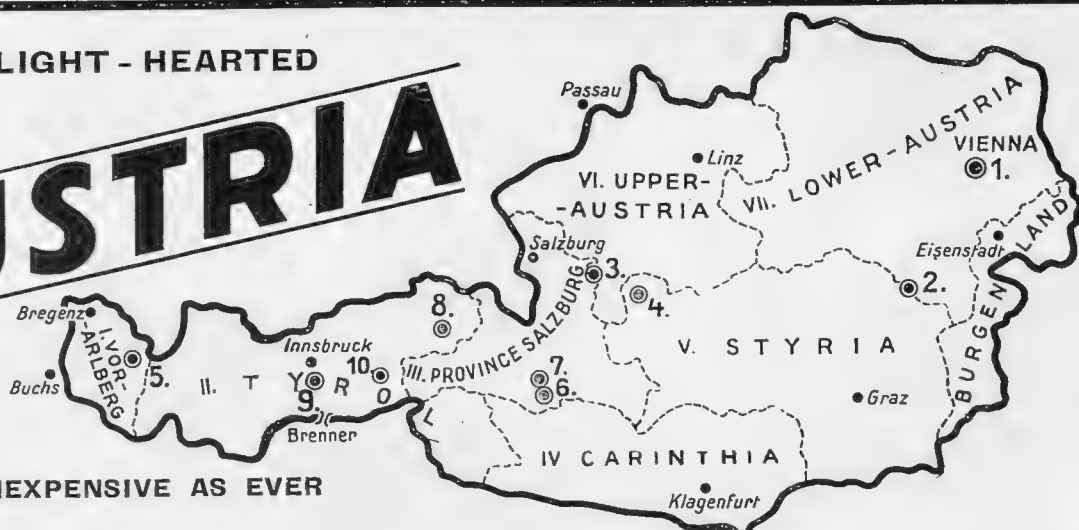 LIGHT - HEARTED
USTRIA
INEXPENSIVE AS EVER
Passau
Linz
VI. UPPER-
-AUSTRIA
VII. LOWER-AUSTRIA
VIENNA
1.
Eisenstadt
BURGENLAND
Salzburg
3.
4.
2.
Bregenz
I. VOR-
-ARLBERG
Buchs
5.
8.
Innsbruck
II. TYROL
9.
10.
Brenner
III. PROVINCE SALZBURG
7.
6.
V. STYRIA
Graz
IV CARINTHIA
Klagenfurt